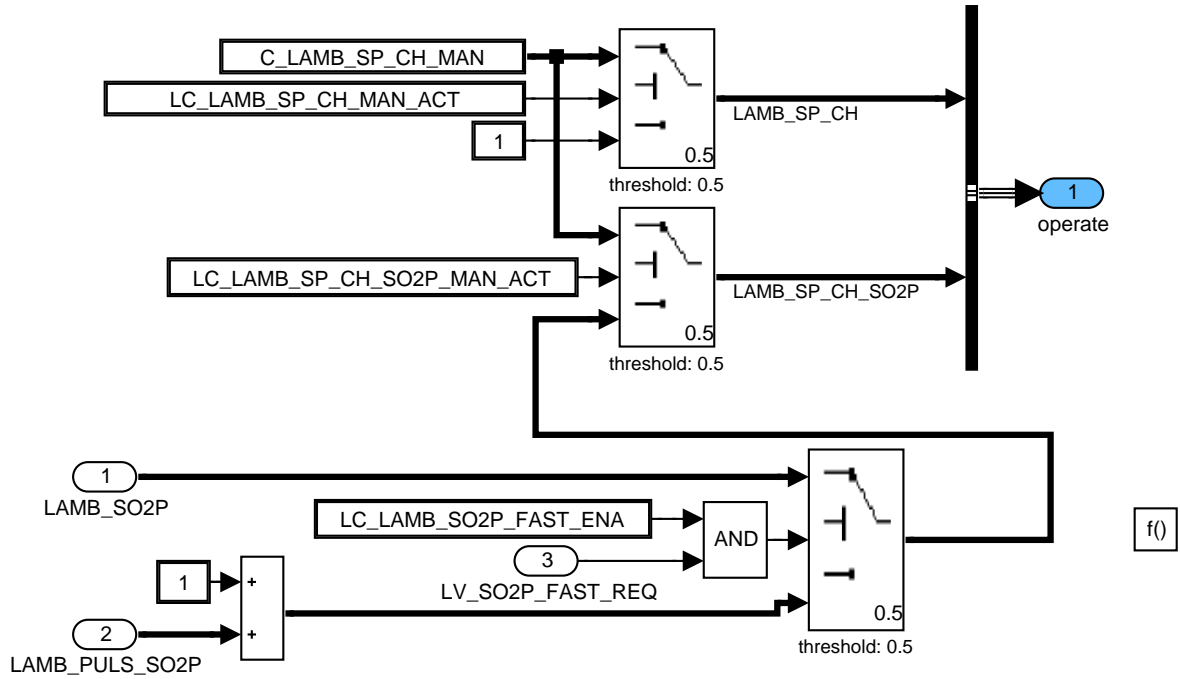 C_LAMB_SP_CH_MAN
LC_LAMB_SP_CH_MAN_ACT
1
0.5
threshold: 0.5
LAMB_SP_CH
1
operate
LC_LAMB_SP_CH_SO2P_MAN_ACT
0.5
threshold: 0.5
LAMB_SP_CH_SO2P
1
LAMB_SO2P
LC_LAMB_SO2P_FAST_ENA
AND
3
LV_SO2P_FAST_REQ
0.5
threshold: 0.5
f()
1
+
+
2
LAMB_PULS_SO2P